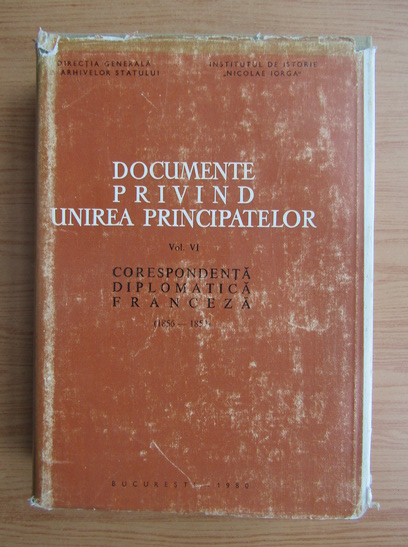 DIRECȚIA GENERALĂ
ARHIVELOR STATULUI
INSTITUTUL DE ISTORIE
„NICOLAE IORGA"
DOCUMENTE
PRIVIND
UNIREA PRINCIPATELOR
Vol. VI
CORESPONDENȚĂ
DIPLOMATICĂ
FRANCEZĂ
BUCUREȘTI — 1980